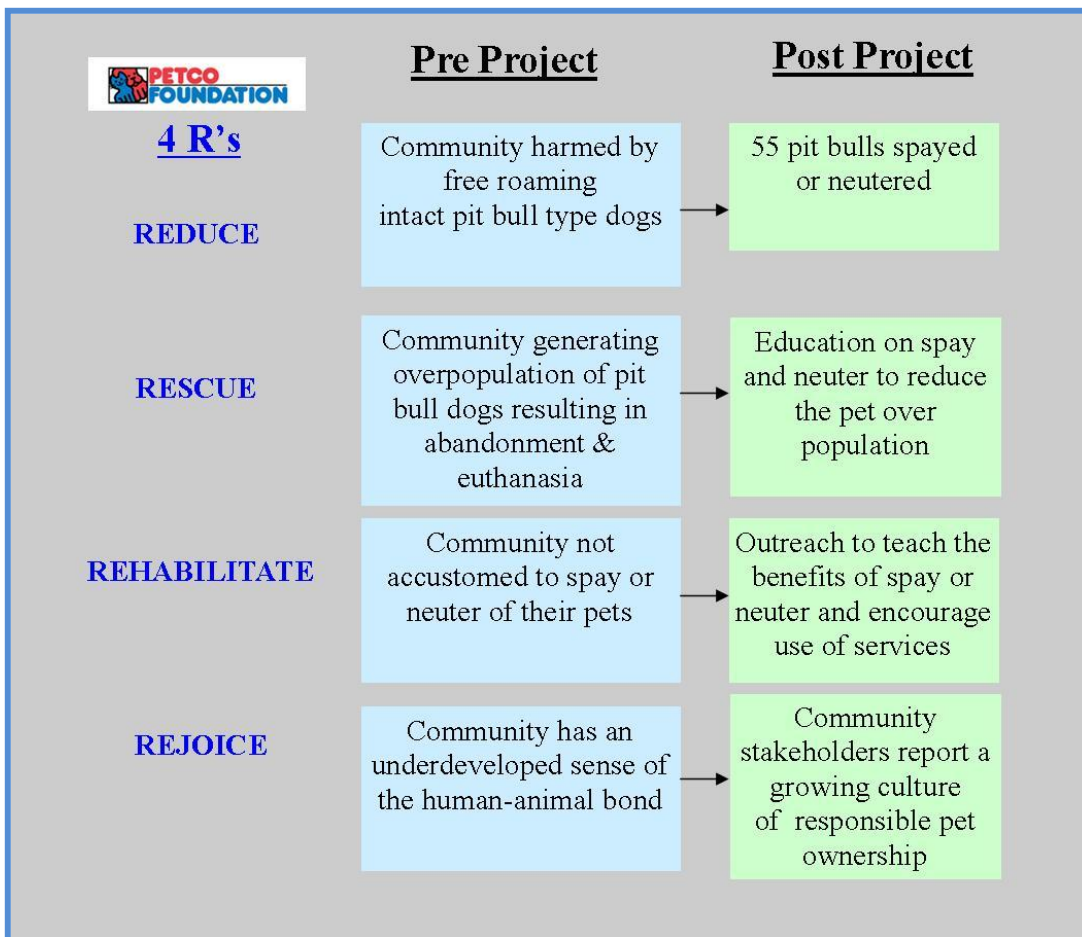 PETCO
FOUNDATION
4 R's
Pre Project
Post Project
REDUCE
Community harmed by
free roaming
intact pit bull type dogs
55 pit bulls spayed
or neutered
RESCUE
Community generating
overpopulation of pit
bull dogs resulting in
abandonment &
euthanasia
Education on spay
and neuter to reduce
the pet over
population
REHABILITATE
Community not
accustomed to spay or
neuter of their pets
Outreach to teach the
benefits of spay or
neuter and encourage
use of services
REJOICE
Community has an
underdeveloped sense of
the human-animal bond
Community
stakeholders report a
growing culture
of responsible pet
ownership